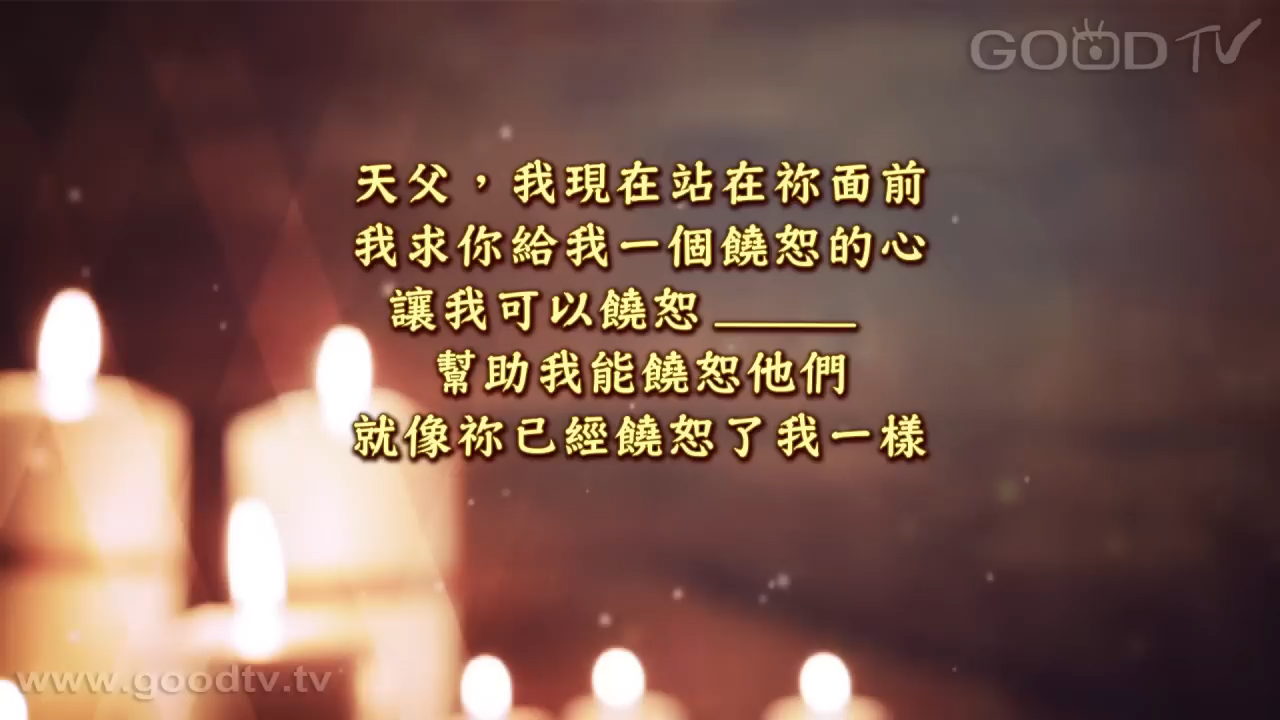 GOOD TV
天父，我現在站在祢面前
我求你給我一個饒恕的心
讓我可以饒恕 ______
幫助我能饒恕他們
就像祢已經饒恕了我一樣
www.goodtv.tv